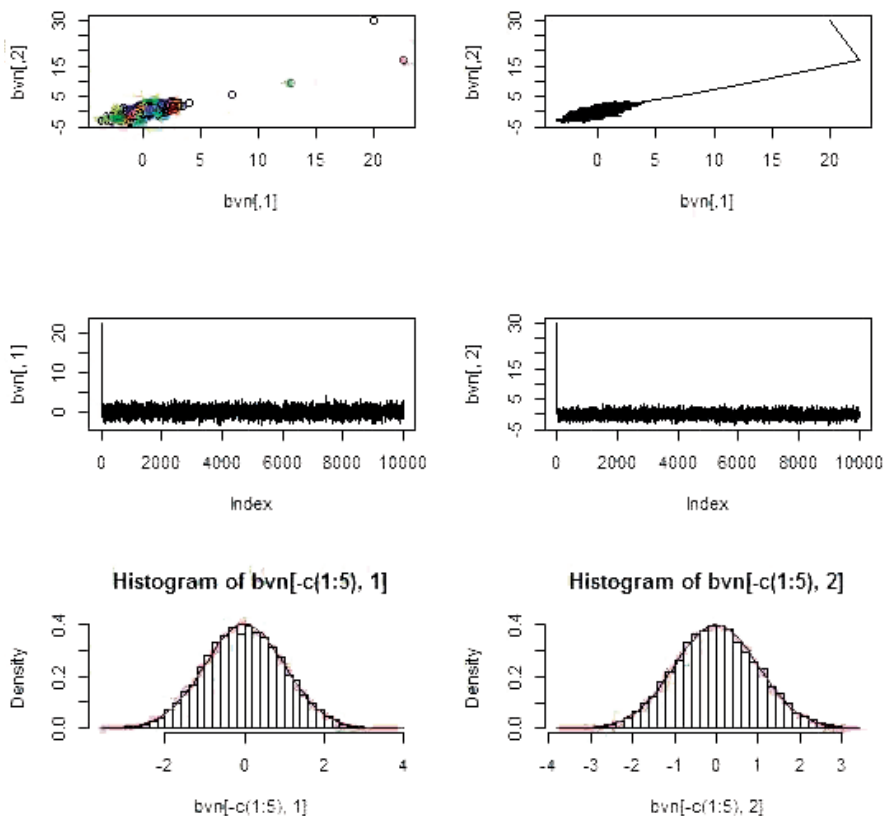 bvn[,2]
-5 5 15 30
0 5 10 15 20
bvn[,1]
bvn[,2]
-5 5 15 30
0 5 10 15 20
bvn[,1]
bvn[, 1]
0 10 20
0 2000 4000 6000 8000 10000
Index
bvn[, 2]
-5 5 15 30
0 2000 4000 6000 8000 10000
Index
Histogram of bvn[-c(1:5), 1]
Density
0.0 0.2 0.4
-2 0 2 4
bvn[-c(1:5), 1]
Histogram of bvn[-c(1:5), 2]
Density
0.0 0.2 0.4
-4 -3 -2 -1 0 1 2 3
bvn[-c(1:5), 2]